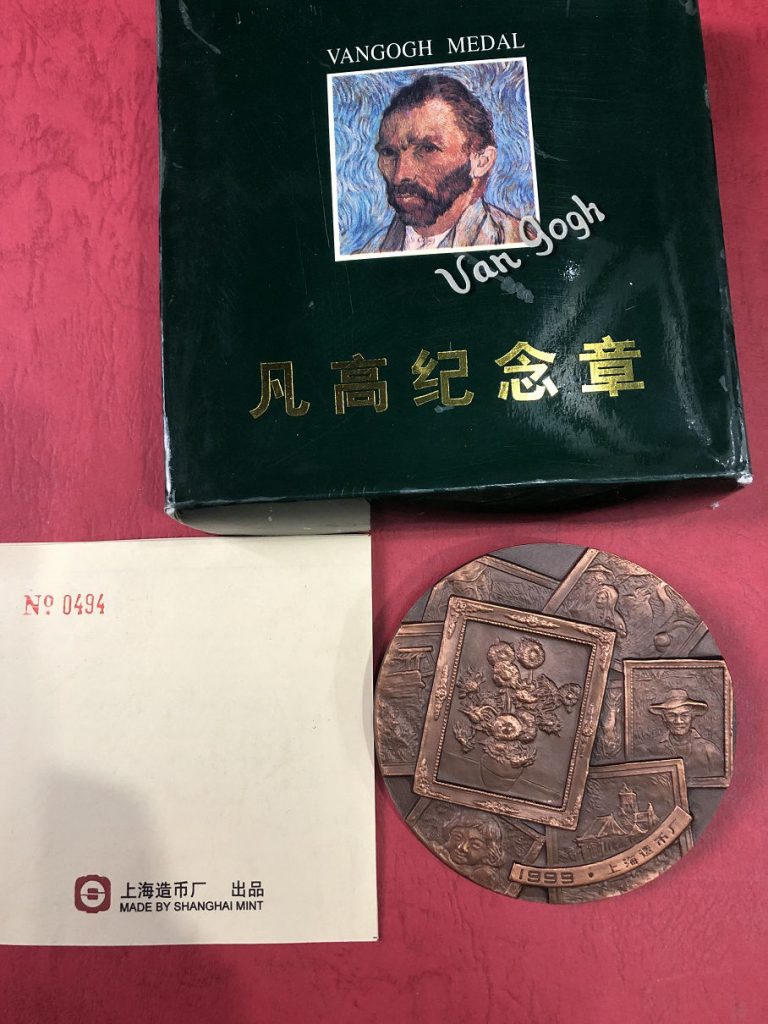 VANGOGH MEDAL
Van Gogh
凡高纪念章
Nº 0494
上海造币厂 出品
MADE BY SHANGHAI MINT
1999·上海造币厂